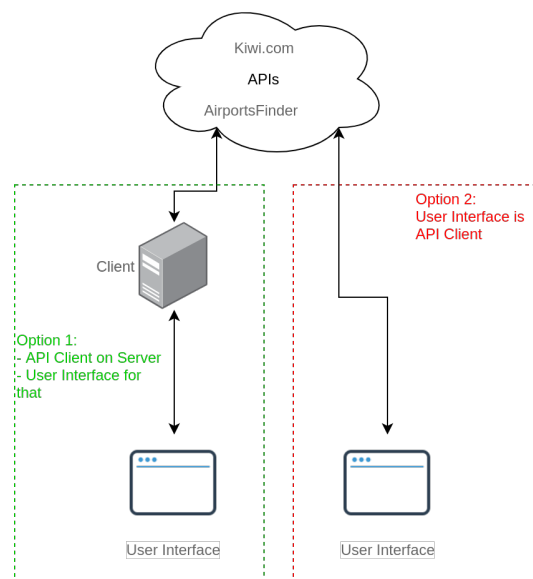 Kiwi.com
APIs
AirportsFinder
Option 2:
User Interface is
API Client
Client
Option 1:
- API Client on Server
- User Interface for
that
User Interface
User Interface